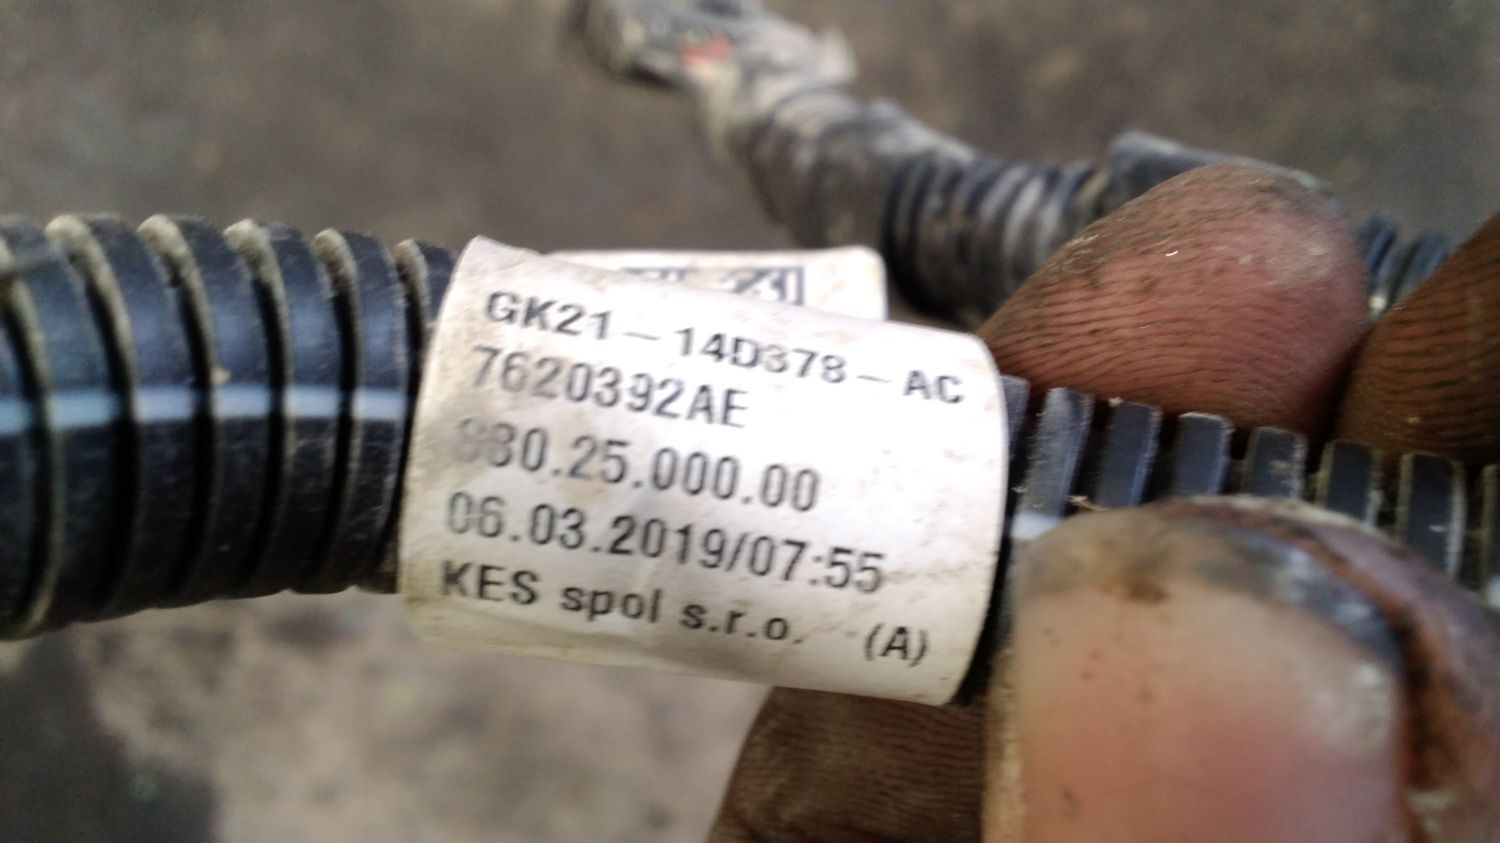 GK21-14D378-AC
7620392AE
880.25.000.00
06.03.2019/07:55
KES spol s.r.o. (A)